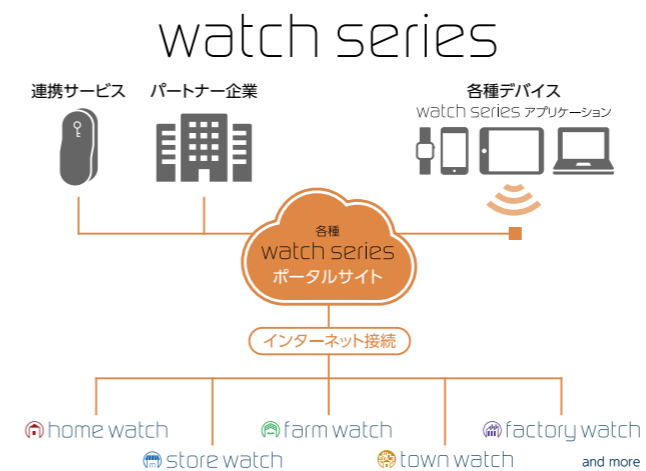 watch series
連携サービス
パートナー企業
各種デバイス
watch series アプリケーション
各種
watch series
ポータルサイト
インターネット接続
home watch
farm watch
factory watch
store watch
town watch
and more